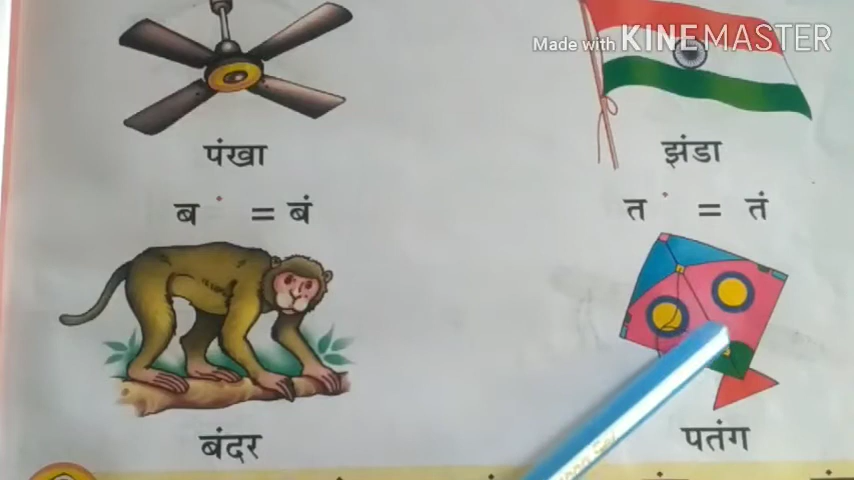 Made with KINEMASTER
पंखा
झंडा
ब ं = बं
त ं = तं
बंदर
पतंग